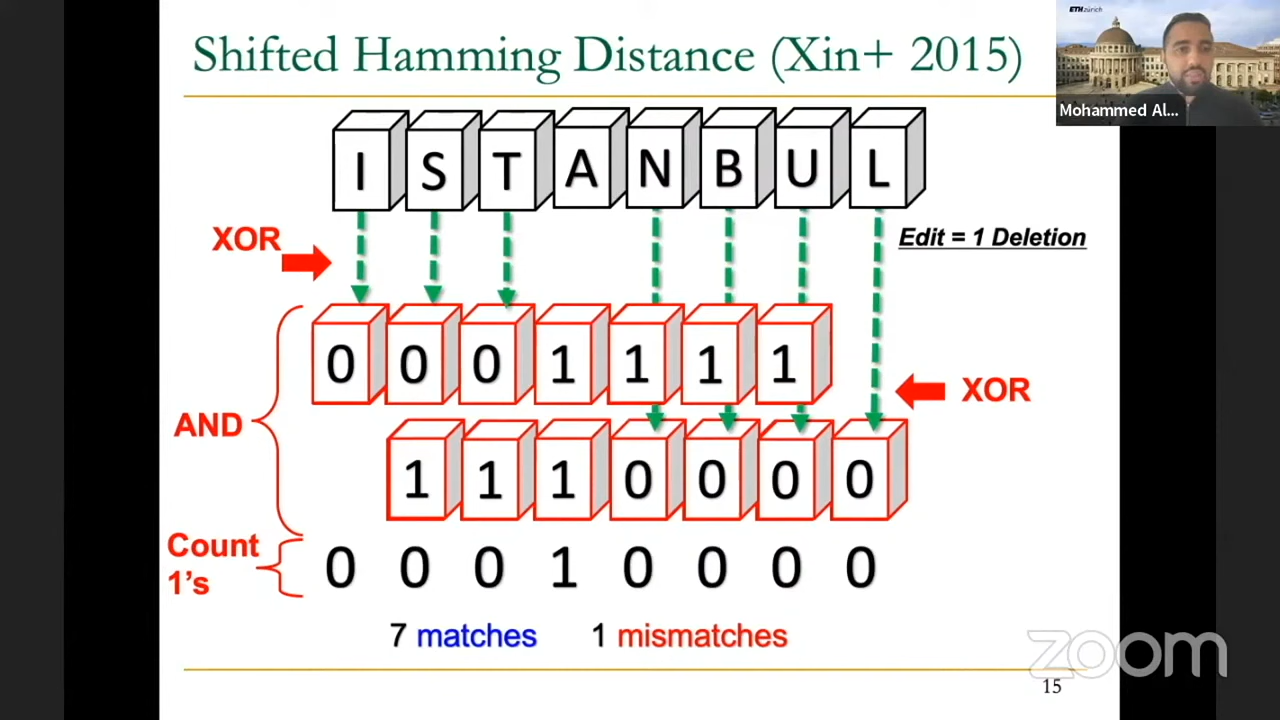 Shifted Hamming Distance (Xin+ 2015)
ETH zürich
Mohammed Al...
I S T A N B U L
XOR
Edit = 1 Deletion
0 0 0 1 1 1 1
XOR
AND
1 1 1 0 0 0 0
Count
1's
0 0 0 1 0 0 0 0
7 matches 1 mismatches
zoom
15